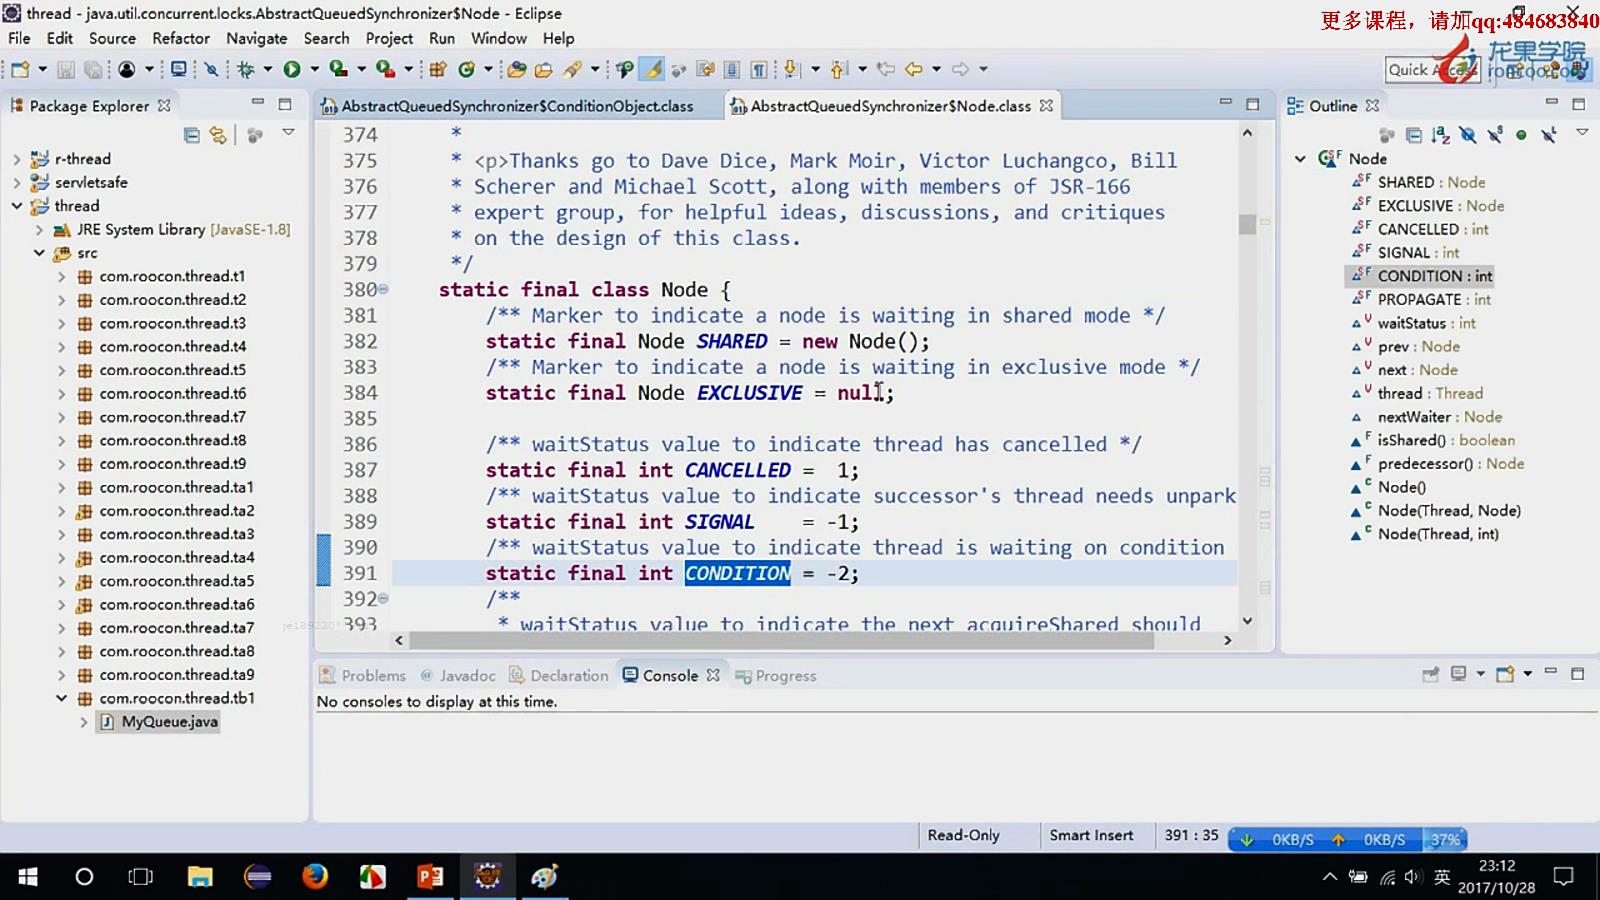 thread - java.util.concurrent.locks.AbstractQueuedSynchronizer$Node - Eclipse
更多课程，请加qq:484683840
File Edit Source Refactor Navigate Search Project Run Window Help
龙果学院
Quick Access
roncoo.com
Package Explorer
AbstractQueuedSynchronizer$ConditionObject.class
AbstractQueuedSynchronizer$Node.class
Outline
r-thread
servletsafe
thread
JRE System Library [JavaSE-1.8]
src
com.roocon.thread.t1
com.roocon.thread.t2
com.roocon.thread.t3
com.roocon.thread.t4
com.roocon.thread.t5
com.roocon.thread.t6
com.roocon.thread.t7
com.roocon.thread.t8
com.roocon.thread.t9
com.roocon.thread.ta1
com.roocon.thread.ta2
com.roocon.thread.ta3
com.roocon.thread.ta4
com.roocon.thread.ta5
com.roocon.thread.ta6
com.roocon.thread.ta7
com.roocon.thread.ta8
com.roocon.thread.ta9
com.roocon.thread.tb1
MyQueue.java
374 *
375 * <p>Thanks go to Dave Dice, Mark Moir, Victor Luchangco, Bill
376 * Scherer and Michael Scott, along with members of JSR-166
377 * expert group, for helpful ideas, discussions, and critiques
378 * on the design of this class.
379 */
380 static final class Node {
381 /** Marker to indicate a node is waiting in shared mode */
382 static final Node SHARED = new Node();
383 /** Marker to indicate a node is waiting in exclusive mode */
384 static final Node EXCLUSIVE = null;
385
386 /** waitStatus value to indicate thread has cancelled */
387 static final int CANCELLED = 1;
388 /** waitStatus value to indicate successor's thread needs unpark
389 static final int SIGNAL = -1;
390 /** waitStatus value to indicate thread is waiting on condition
391 static final int CONDITION = -2;
392 /**
393 * waitStatus value to indicate the next acquireShared should
Node
SHARED : Node
EXCLUSIVE : Node
CANCELLED : int
SIGNAL : int
CONDITION : int
PROPAGATE : int
waitStatus : int
prev : Node
next : Node
thread : Thread
nextWaiter : Node
isShared() : boolean
predecessor() : Node
Node()
Node(Thread, Node)
Node(Thread, int)
Problems @ Javadoc Declaration Console Progress
No consoles to display at this time.
Read-Only Smart Insert 391 : 35 0KB/S 0KB/S 37%
英
23:12
2017/10/28